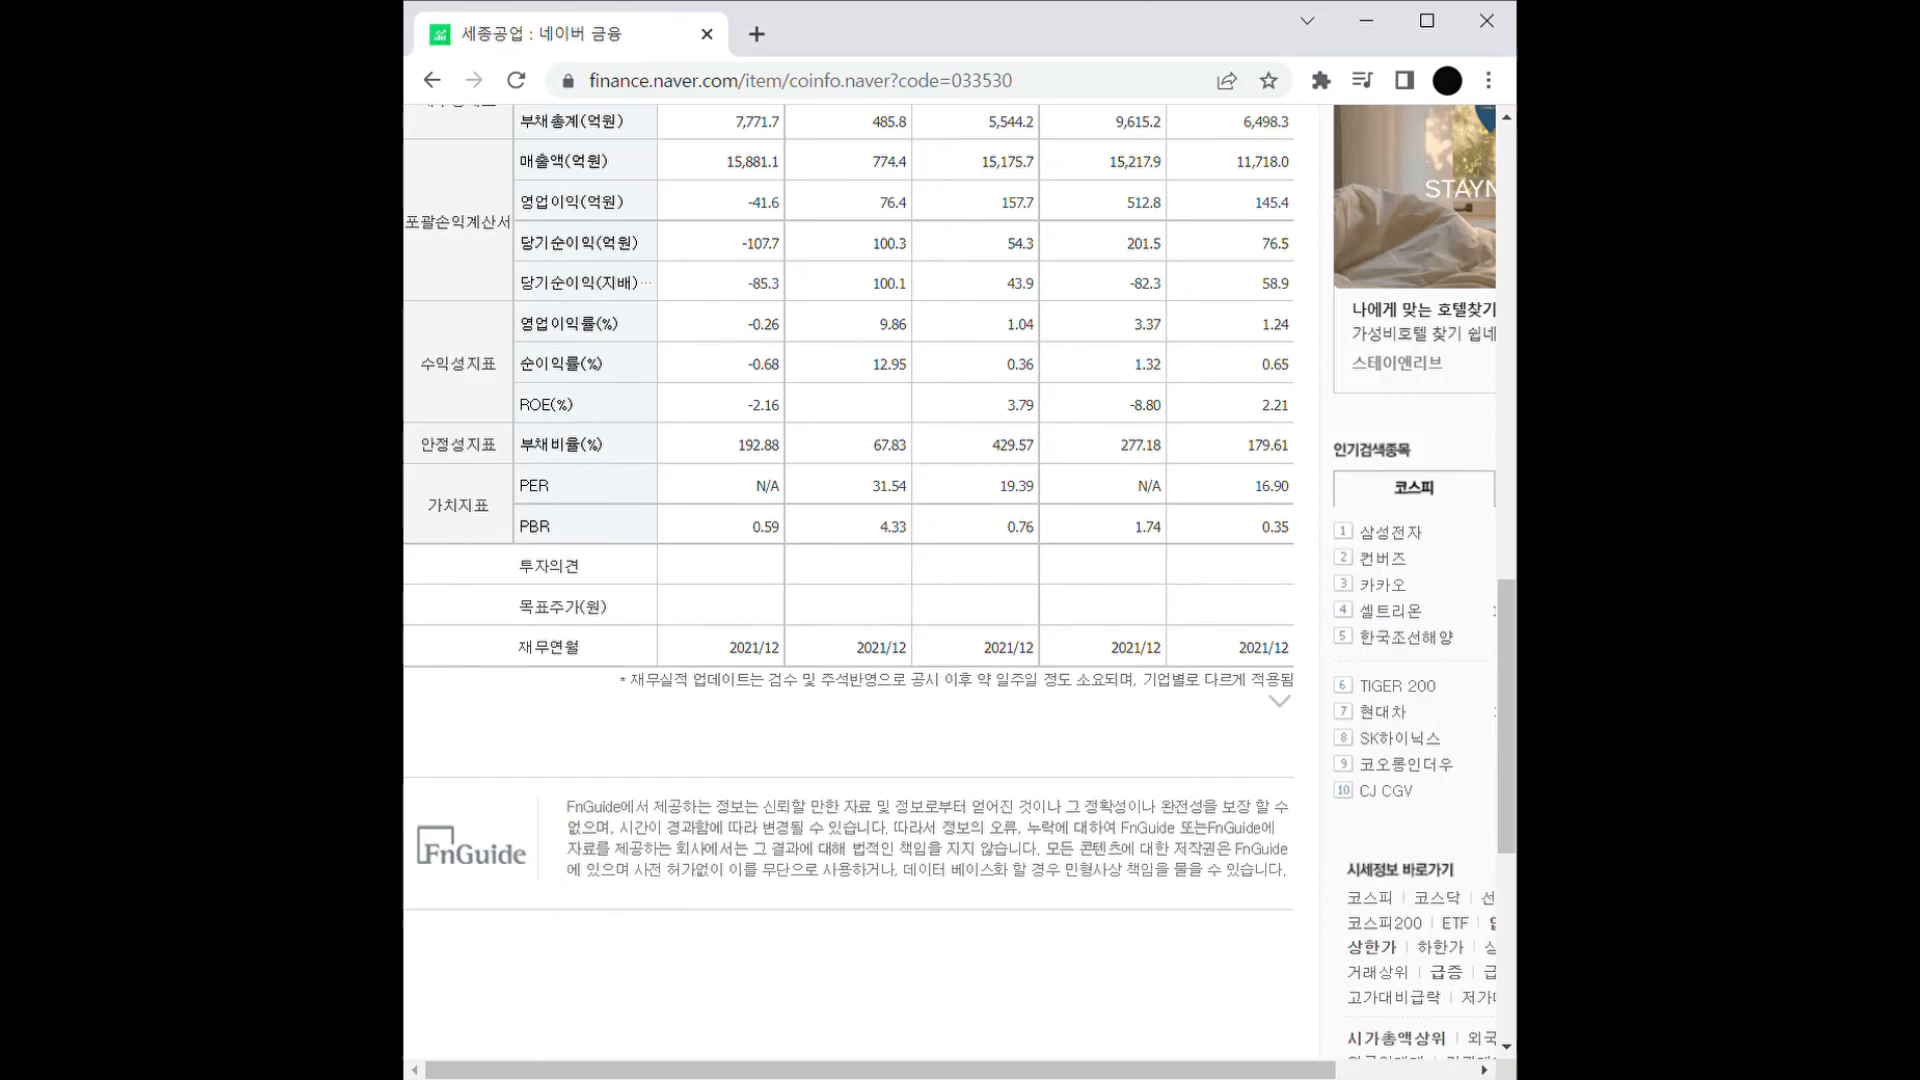 세종공업 : 네이버 금융
finance.naver.com/item/coinfo.naver?code=033530
부채총계(억원) 7,771.7 485.8 5,544.2 9,615.2 6,498.3
포괄손익계산서
매출액(억원) 15,881.1 774.4 15,175.7 15,217.9 11,718.0
영업이익(억원) -41.6 76.4 157.7 512.8 145.4
당기순이익(억원) -107.7 100.3 54.3 201.5 76.5
당기순이익(지배)… -85.3 100.1 43.9 -82.3 58.9
수익성지표
영업이익률(%) -0.26 9.86 1.04 3.37 1.24
순이익률(%) -0.68 12.95 0.36 1.32 0.65
ROE(%) -2.16 3.79 -8.80 2.21
안정성지표 부채비율(%) 192.88 67.83 429.57 277.18 179.61
가치지표
PER N/A 31.54 19.39 N/A 16.90
PBR 0.59 4.33 0.76 1.74 0.35
투자의견
목표주가(원)
재무연월 2021/12 2021/12 2021/12 2021/12 2021/12
* 재무실적 업데이트는 검수 및 주석반영으로 공시 이후 약 일주일 정도 소요되며, 기업별로 다르게 적용됨
FnGuide
FnGuide에서 제공하는 정보는 신뢰할 만한 자료 및 정보로부터 얻어진 것이나 그 정확성이나 완전성을 보장 할 수
없으며, 시간이 경과함에 따라 변경될 수 있습니다. 따라서 정보의 오류, 누락에 대하여 FnGuide 또는FnGuide에
자료를 제공하는 회사에서는 그 결과에 대해 법적인 책임을 지지 않습니다. 모든 콘텐츠에 대한 저작권은 FnGuide
에 있으며 사전 허가없이 이를 무단으로 사용하거나, 데이터 베이스화 할 경우 민형사상 책임을 물을 수 있습니다.
STAYN
나에게 맞는 호텔찾기
가성비호텔 찾기 쉽네
스테이앤리브
인기검색종목
코스피
1 삼성전자
2 컨버즈
3 카카오
4 셀트리온
5 한국조선해양
6 TIGER 200
7 현대차
8 SK하이닉스
9 코오롱인더우
10 CJ CGV
시세정보 바로가기
코스피 | 코스닥 | 선
코스피200 | ETF |
상한가 | 하한가 | 상
거래상위 | 급증 | 급
고가대비급락 | 저가
시가총액상위 | 외국